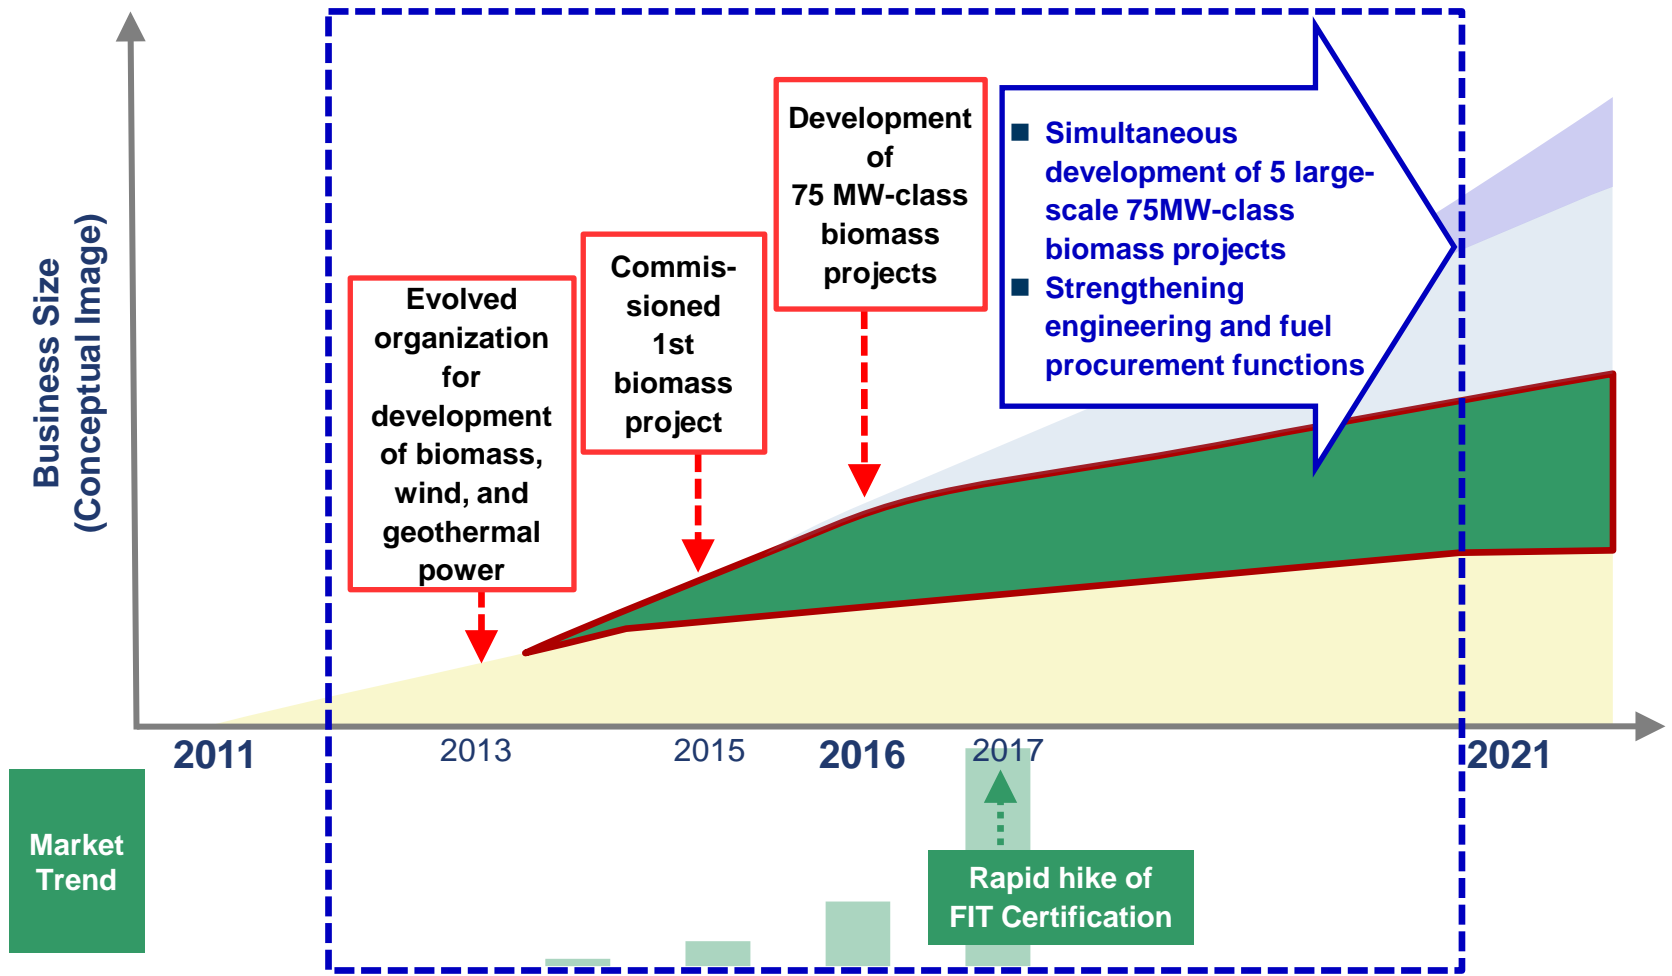 Business Size
(Conceptual Image)
Evolved
organization
for
development
of biomass,
wind, and
geothermal
power
Commis-
sioned
1st
biomass
project
Development
of
75 MW-class
biomass
projects
■ Simultaneous
development of 5 large-
scale 75MW-class
biomass projects
■ Strengthening
engineering and fuel
procurement functions
2011
2013
2015
2016
2017
2021
Market
Trend
Rapid hike of
FIT Certification